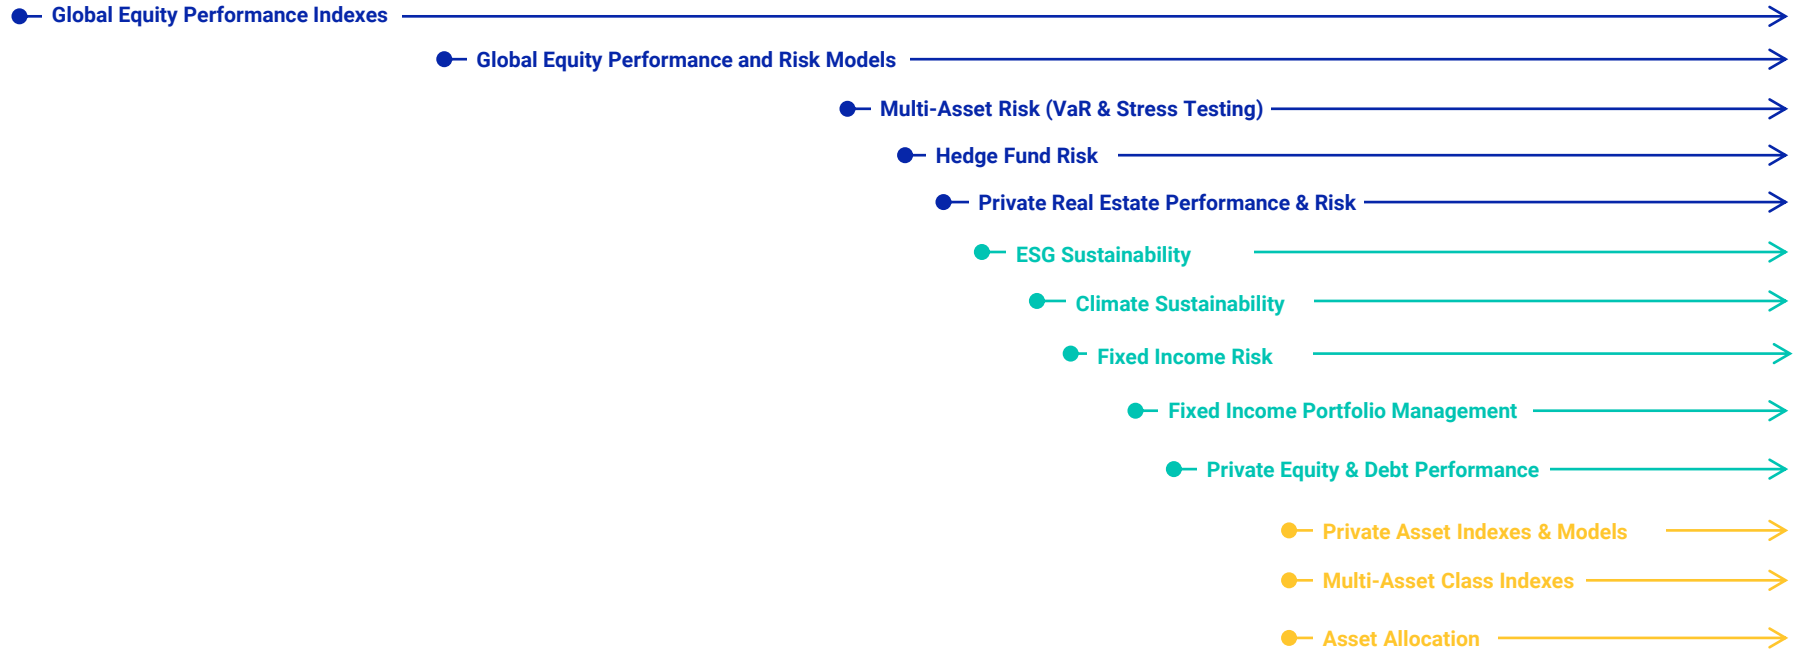 Global Equity Performance Indexes
Global Equity Performance and Risk Models
Multi-Asset Risk (VaR & Stress Testing)
Hedge Fund Risk
Private Real Estate Performance & Risk
ESG Sustainability
Climate Sustainability
Fixed Income Risk
Fixed Income Portfolio Management
Private Equity & Debt Performance
Private Asset Indexes & Models
Multi-Asset Class Indexes
Asset Allocation